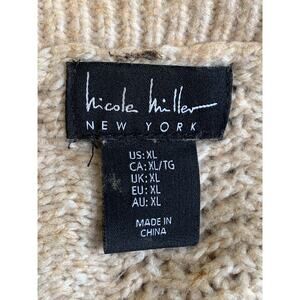 nicole miller
NEW YORK
US: XL
CA: XL/TG
UK: XL
EU: XL
AU: XL
MADE IN
CHINA